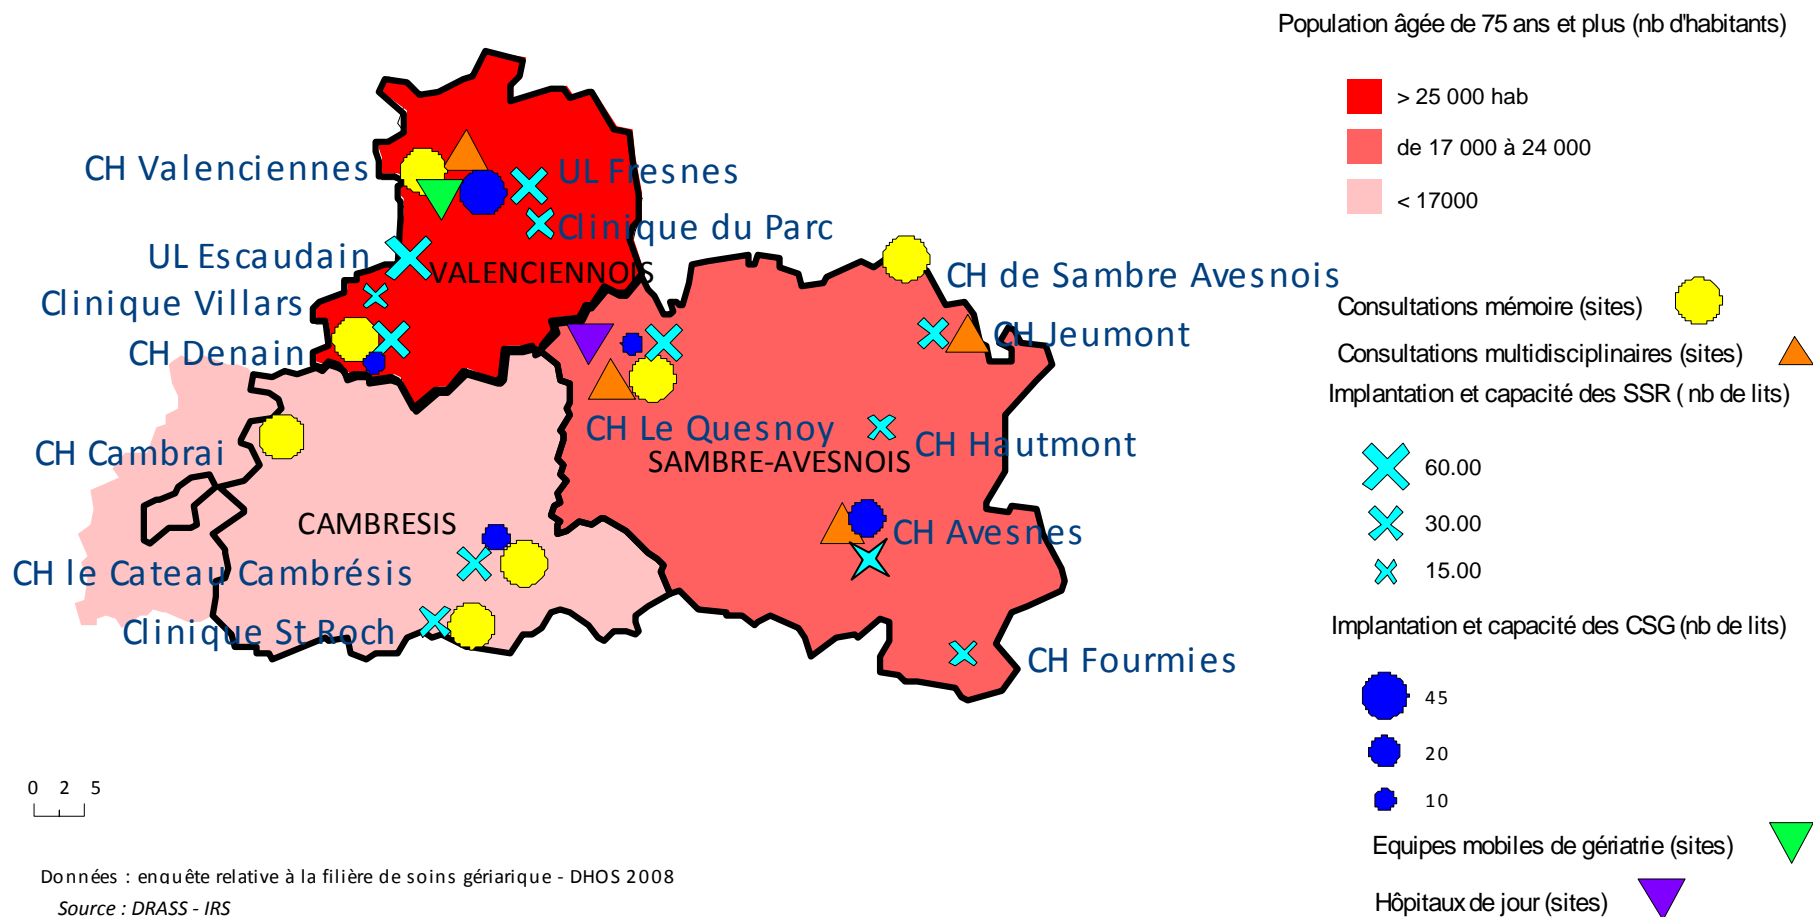 Population âgée de 75 ans et plus (nb d'habitants)
> 25 000 hab
de 17 000 à 24 000
< 17000
CH Valenciennes
UL Fresnes
Clinique du Parc
UL Escaudain
VALENCIENNOIS
Clinique Villars
CH Denain
CH de Sambre Avesnois
CH Jeumont
CH Le Quesnoy
CH Hautmont
SAMBRE-AVESNOIS
CH Cambrai
CAMBRESIS
CH Avesnes
CH le Cateau Cambrésis
Clinique St Roch
CH Fourmies
Consultations mémoire (sites)
Consultations multidisciplinaires (sites)
Implantation et capacité des SSR ( nb de lits)
60.00
30.00
15.00
Implantation et capacité des CSG (nb de lits)
45
20
10
Equipes mobiles de gériatrie (sites)
Hôpitaux de jour (sites)
0 2 5
Données : enquête relative à la filière de soins gériarique - DHOS 2008
Source : DRASS - IRS